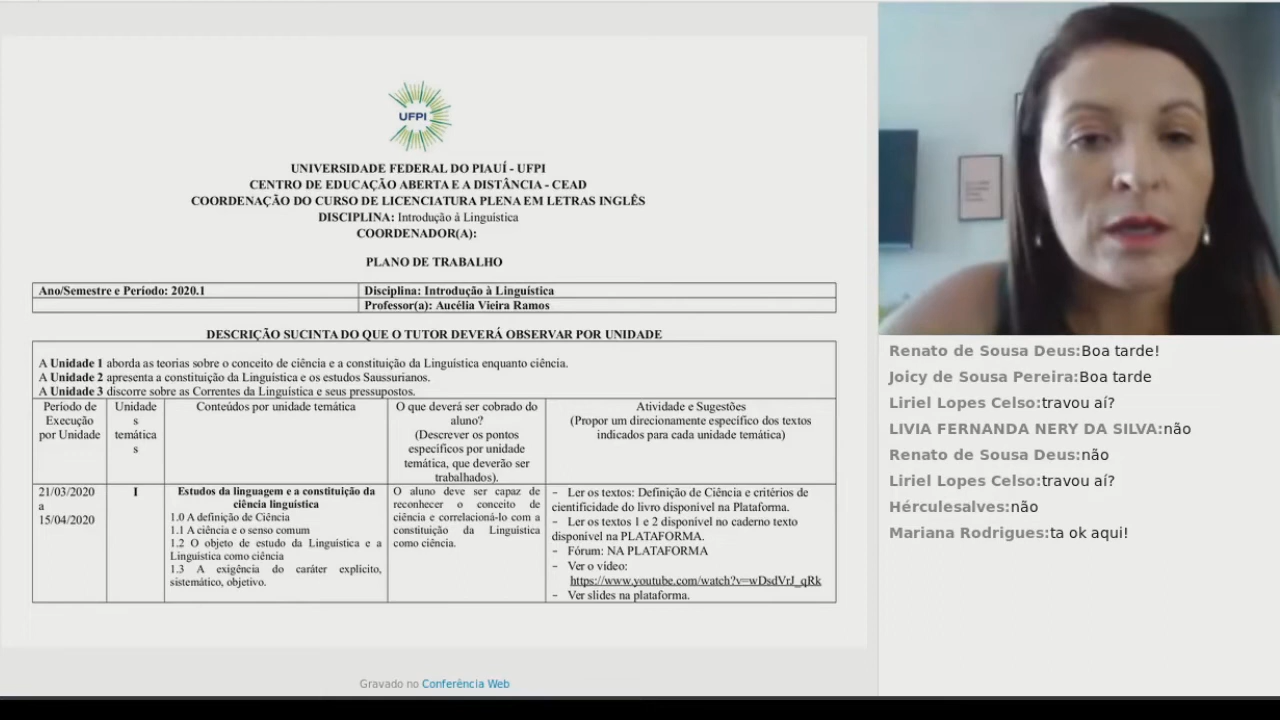 UFPI
UNIVERSIDADE FEDERAL DO PIAUÍ - UFPI
CENTRO DE EDUCAÇÃO ABERTA E A DISTÂNCIA - CEAD
COORDENAÇÃO DO CURSO DE LICENCIATURA PLENA EM LETRAS INGLÊS
DISCIPLINA: Introdução à Linguística
COORDENADOR(A):
PLANO DE TRABALHO
Ano/Semestre e Período: 2020.1
Disciplina: Introdução à Linguística
Professor(a): Aucélia Vieira Ramos
DESCRIÇÃO SUCINTA DO QUE O TUTOR DEVERÁ OBSERVAR POR UNIDADE
A Unidade 1 aborda as teorias sobre o conceito de ciência e a constituição da Linguística enquanto ciência.
A Unidade 2 apresenta a constituição da Linguística e os estudos Saussurianos.
A Unidade 3 discorre sobre as Correntes da Linguística e seus pressupostos.
Período de
Execução
por Unidade
Unidade
s
temática
s
Conteúdos por unidade temática
O que deverá ser cobrado do
aluno?
(Descrever os pontos
específicos por unidade
temática, que deverão ser
trabalhados).
Atividade e Sugestões
(Propor um direcionamento específico dos textos
indicados para cada unidade temática)
21/03/2020
a
15/04/2020
I
Estudos da linguagem e a constituição da
ciência linguística
1.0 A definição de Ciência
1.1 A ciência e o senso comum
1.2 O objeto de estudo da Linguística e a
Linguística como ciência
1.3 A exigência do caráter explícito,
sistemático, objetivo.
O aluno deve ser capaz de
reconhecer o conceito de
ciência e correlacioná-lo com a
constituição da Linguística
como ciência.
- Ler os textos: Definição de Ciência e critérios de
cientificidade do livro disponível na Plataforma.
- Ler os textos 1 e 2 disponível no caderno texto
disponível na PLATAFORMA.
- Fórum: NA PLATAFORMA
- Ver o vídeo:
https://www.youtube.com/watch?v=wDsdVrJ_qRk
- Ver slides na plataforma.
Gravado no Conferência Web
Renato de Sousa Deus:Boa tarde!
Joicy de Sousa Pereira:Boa tarde
Liriel Lopes Celso:travou aí?
LIVIA FERNANDA NERY DA SILVA:não
Renato de Sousa Deus:não
Liriel Lopes Celso:travou aí?
Hérculesalves:não
Mariana Rodrigues:ta ok aqui!